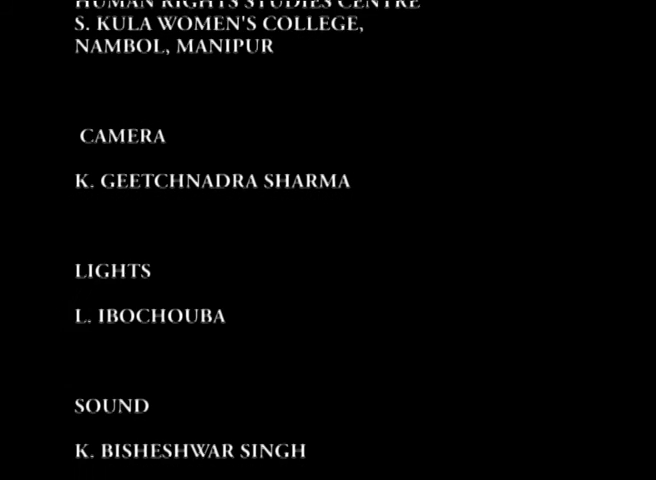 HUMAN RIGHTS STUDIES CENTRE
S. KULA WOMEN'S COLLEGE,
NAMBOL, MANIPUR
CAMERA
K. GEETCHNADRA SHARMA
LIGHTS
L. IBOCHOUBA
SOUND
K. BISHESHWAR SINGH